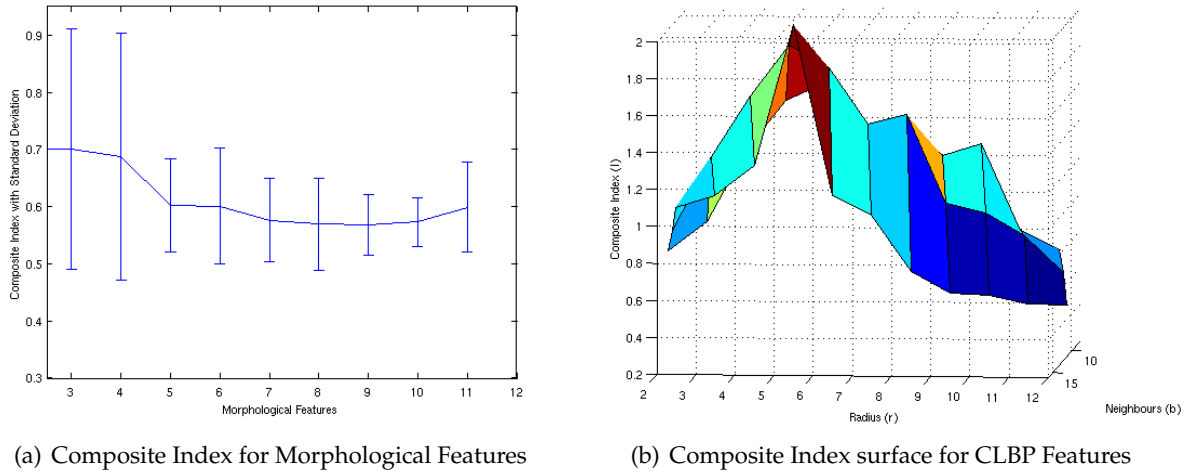 0.9
0.8
0.7
0.6
0.5
0.4
0.3
3 4 5 6 7 8 9 10 11 12
Composite Index with Standard Deviation
Morphological Features
(a) Composite Index for Morphological Features
2
1.8
1.6
1.4
1.2
1
0.8
0.6
0.4
0.2
2 3 4 5 6 7 8 9 10 11 12
Composite Index (I)
Radius (r)
10
15
Neighbours (b)
(b) Composite Index surface for CLBP Features